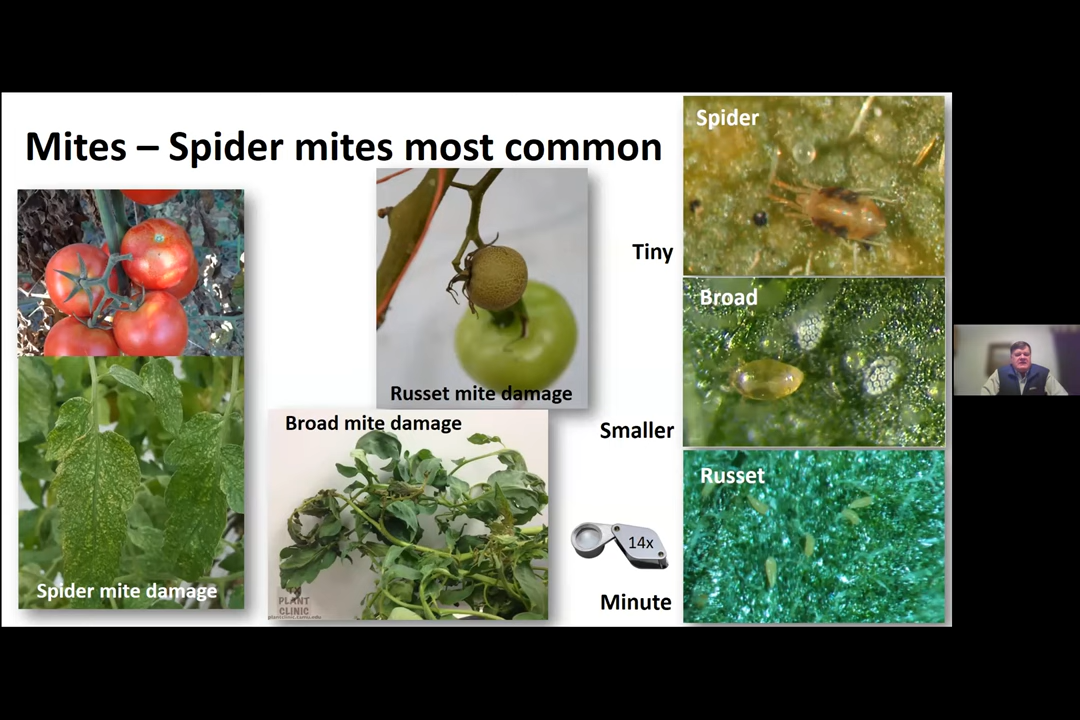 Mites – Spider mites most common
Spider mite damage
Russet mite damage
Broad mite damage
PLANT
CLINIC
Tiny
Smaller
14x
Minute
Spider
Broad
Russet